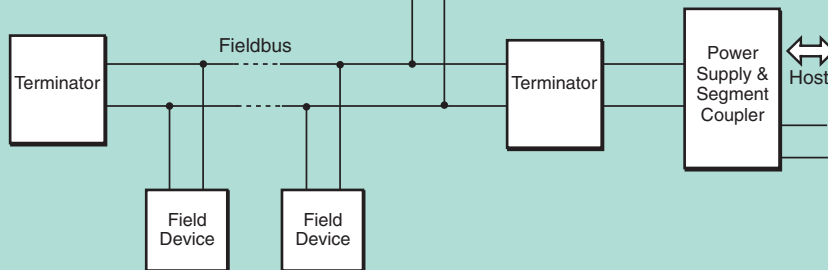 Fieldbus
Terminator
Terminator
Power
Supply &
Segment
Coupler
Host
Field
Device
Field
Device